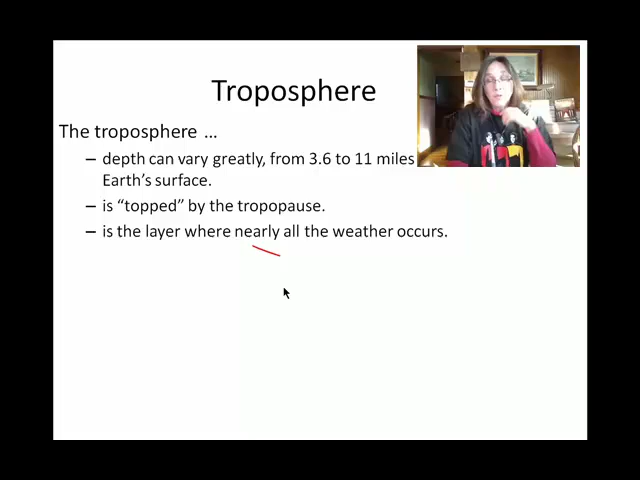 Troposphere
The troposphere …
– depth can vary greatly, from 3.6 to 11 miles
Earth’s surface.
– is “topped” by the tropopause.
– is the layer where nearly all the weather occurs.